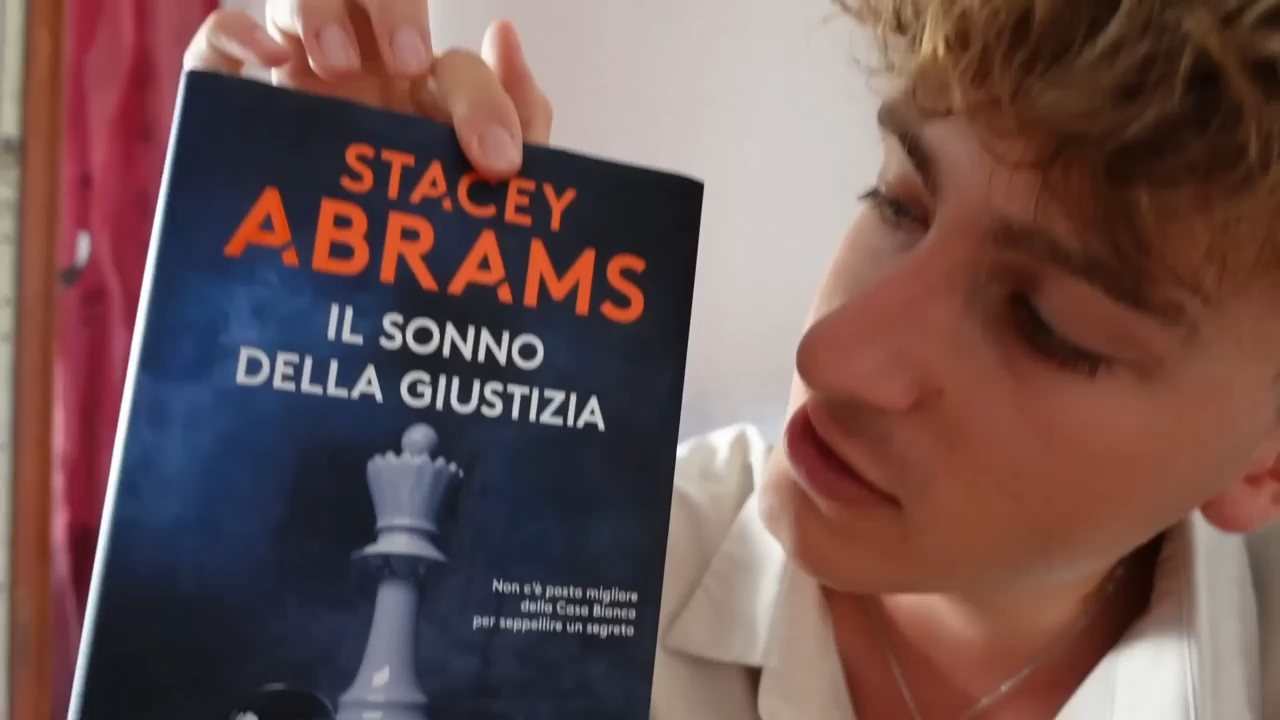 STACEY
ABRAMS
IL SONNO
DELLA GIUSTIZIA
Non c'è posto migliore
della Casa Bianca
per seppellire un segreto